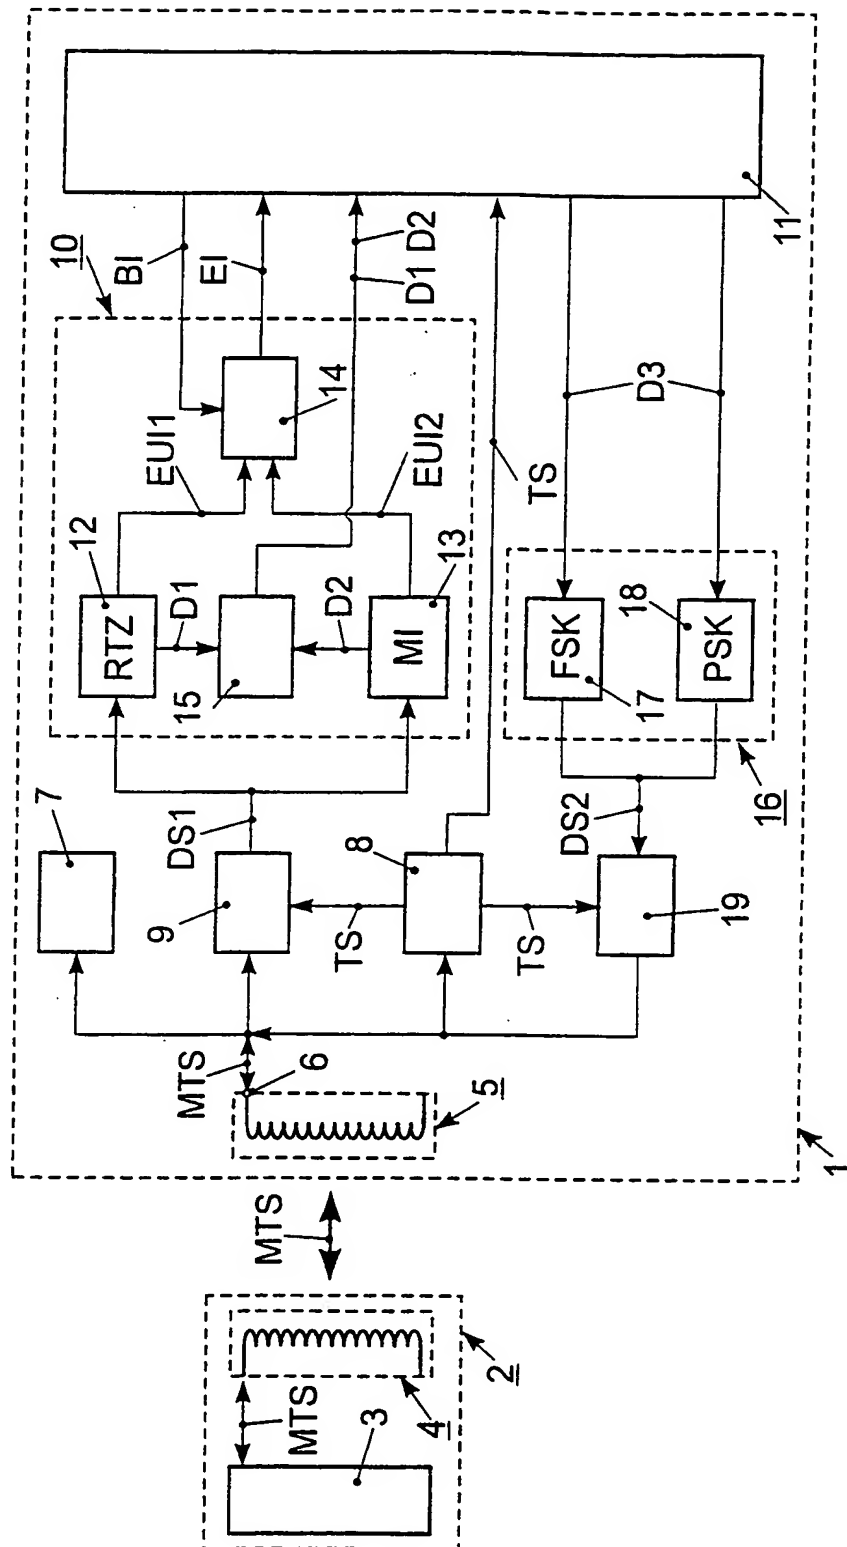 10
BI
EI
D1 D2
11
12
EUI1
14
RTZ
D1
15
D2
MI
13
EUI2
TS
D3
7
DS1
9
8
TS
TS
FSK
17
18
PSK
16
DS2
19
MTS
6
5
1
MTS
MTS
3
4
2